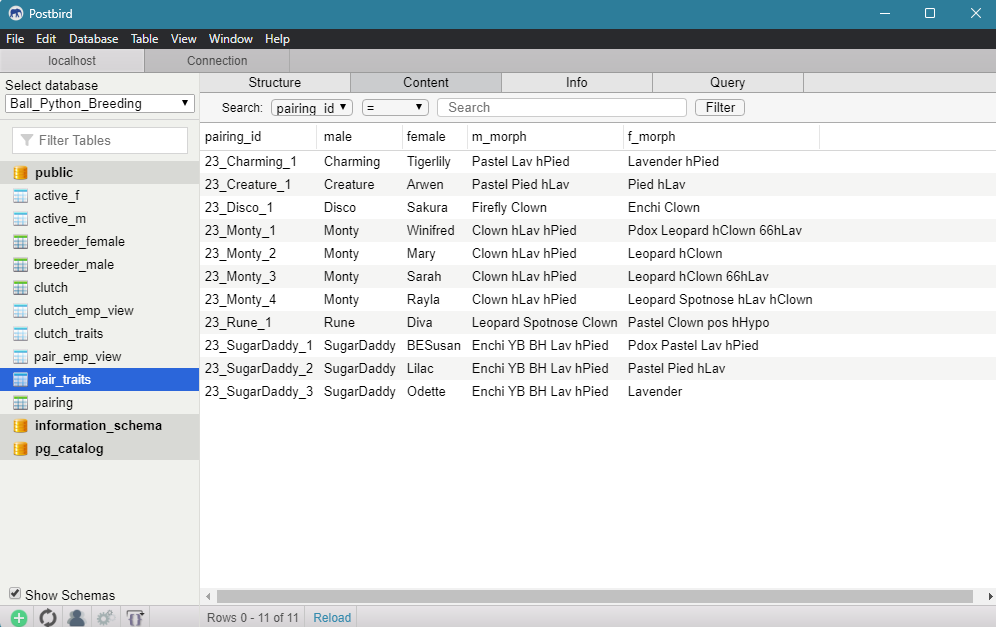 Postbird
File Edit Database Table View Window Help
localhost Connection
Select database
Ball_Python_Breeding
Filter Tables
public
active_f
active_m
breeder_female
breeder_male
clutch
clutch_emp_view
clutch_traits
pair_emp_view
pair_traits
pairing
information_schema
pg_catalog
Show Schemas
Structure Content Info Query
Search: pairing_id = Search Filter
pairing_id male female m_morph f_morph
23_Charming_1 Charming Tigerlily Pastel Lav hPied Lavender hPied
23_Creature_1 Creature Arwen Pastel Pied hLav Pied hLav
23_Disco_1 Disco Sakura Firefly Clown Enchi Clown
23_Monty_1 Monty Winifred Clown hLav hPied Pdox Leopard hClown 66hLav
23_Monty_2 Monty Mary Clown hLav hPied Leopard hClown
23_Monty_3 Monty Sarah Clown hLav hPied Leopard hClown 66hLav
23_Monty_4 Monty Rayla Clown hLav hPied Leopard Spotnose hLav hClown
23_Rune_1 Rune Diva Leopard Spotnose Clown Pastel Clown pos hHypo
23_SugarDaddy_1 SugarDaddy BESusan Enchi YB BH Lav hPied Pdox Pastel Lav hPied
23_SugarDaddy_2 SugarDaddy Lilac Enchi YB BH Lav hPied Pastel Pied hLav
23_SugarDaddy_3 SugarDaddy Odette Enchi YB BH Lav hPied Lavender
Rows 0 - 11 of 11 Reload